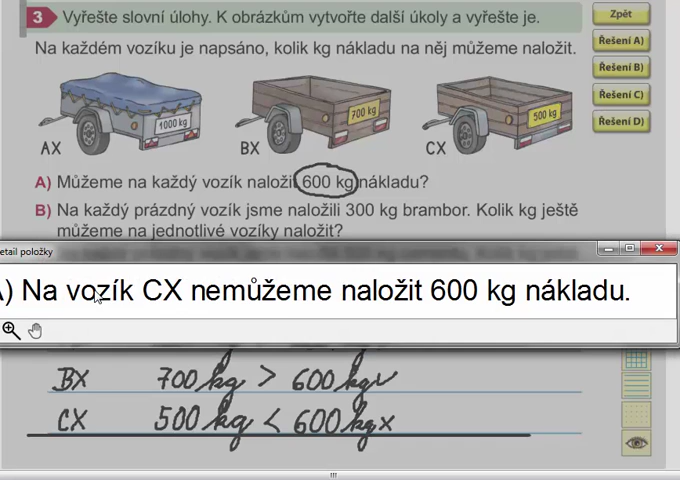 3 Vyřešte slovní úlohy. K obrázkům vytvořte další úkoly a vyřešte je.
Zpět
Řešení A)
Řešení B)
Řešení C)
Řešení D)
Na každém vozíku je napsáno, kolik kg nákladu na něj můžeme naložit.
1000 kg
700 kg
500 kg
AX
BX
CX
A) Můžeme na každý vozík naložit 600 kg nákladu?
B) Na každý prázdný vozík jsme naložili 300 kg brambor. Kolik kg ještě
můžeme na jednotlivé vozíky naložit?
etail položky
A) Na vozík CX nemůžeme naložit 600 kg nákladu.
BX 700 kg > 600 kg v
CX 500 kg < 600 kg x